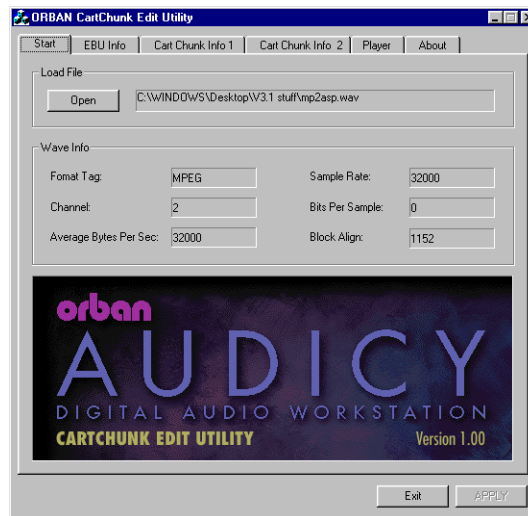 ORBAN CartChunk Edit Utility
Start EBU Info Cart Chunk Info 1 Cart Chunk Info 2 Player About
Load File
Open C:\WINDOWS\Desktop\V3.1 stuff\mp2asp.wav
Wave Info
Fomat Tag: MPEG Sample Rate: 32000
Channel: 2 Bits Per Sample: 0
Average Bytes Per Sec: 32000 Block Align: 1152
orban
AUDICY
DIGITAL AUDIO WORKSTATION
CARTCHUNK EDIT UTILITY Version 1.00
Exit APPLY